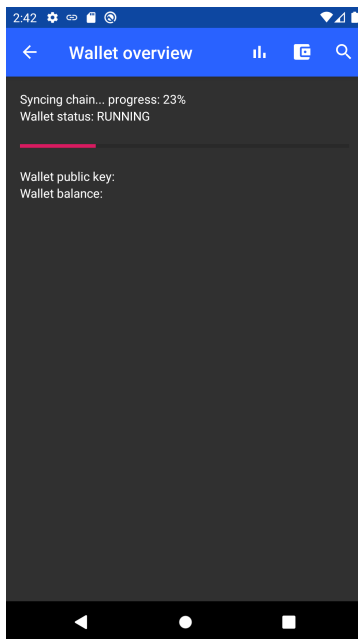 2:42
Wallet overview
Syncing chain... progress: 23%
Wallet status: RUNNING
Wallet public key:
Wallet balance: